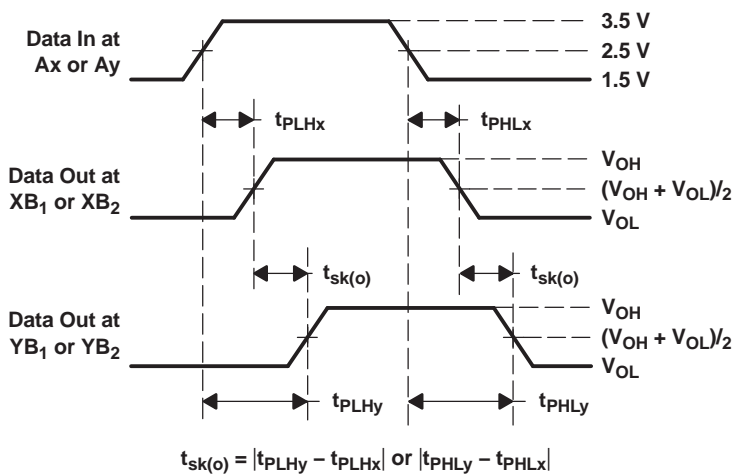 Data In at
Ax or Ay
3.5 V
2.5 V
1.5 V
tPLHx
tPHLx
Data Out at
XB1 or XB2
VOH
(VOH + VOL)/2
VOL
tsk(o)
tsk(o)
Data Out at
YB1 or YB2
VOH
(VOH + VOL)/2
VOL
tPLHy
tPHLy
tsk(o) = |tPLHy – tPLHx| or |tPHLy – tPHLx|